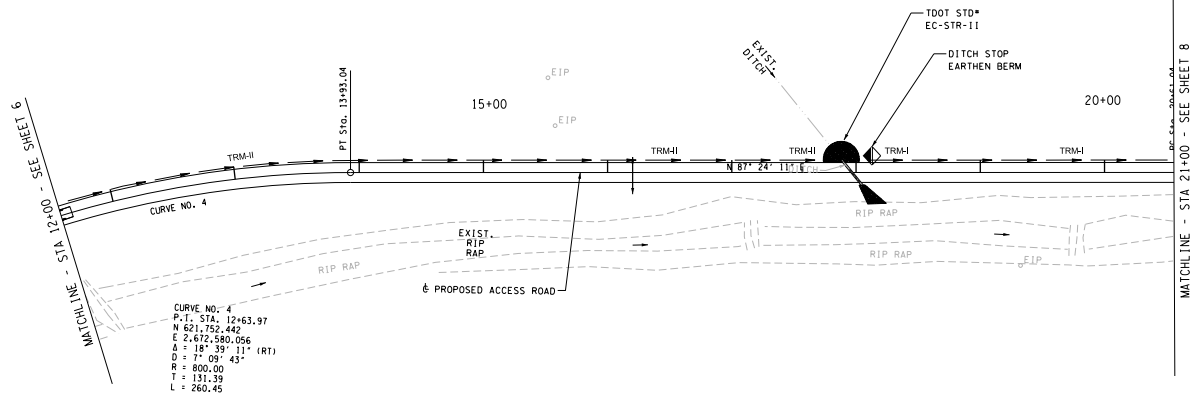 TDOT STD*
EC-STR-II
DITCH STOP
EARTHEN BERM
EXIST.
DITCH
EIP
EIP
15+00
20+00
PT Sta. 13+93.04
MATCHLINE - STA 12+00 - SEE SHEET 6
MATCHLINE - STA 21+00 - SEE SHEET 8
TRM-II
TRM-II
TRM-II
TRM-I
TRM-I
N 87° 24' 11" E
DITCH
CURVE NO. 4
RIP RAP
EXIST.
RIP
RAP
RIP RAP
RIP RAP
EIP
℄ PROPOSED ACCESS ROAD
CURVE NO. 4
P.T. STA. 12+63.97
N 621,752.442
E 2,672,580.056
Δ = 18° 39' 11" (RT)
D = 7° 09' 43"
R = 800.00
T = 131.39
L = 260.45